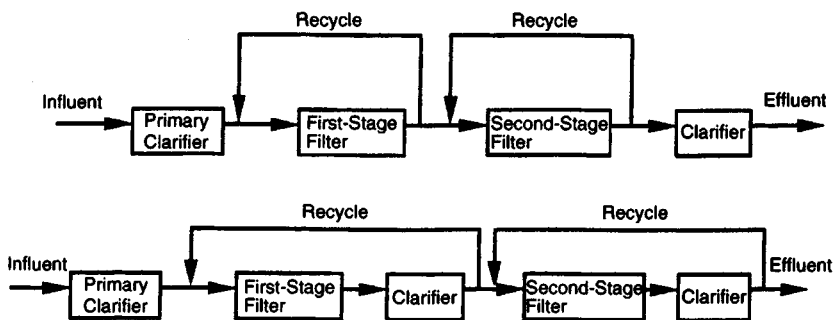 Recycle
Recycle
Influent
Primary
Clarifier
First-Stage
Filter
Second-Stage
Filter
Clarifier
Effluent
Recycle
Recycle
Influent
Primary
Clarifier
First-Stage
Filter
Clarifier
Second-Stage
Filter
Clarifier
Effluent